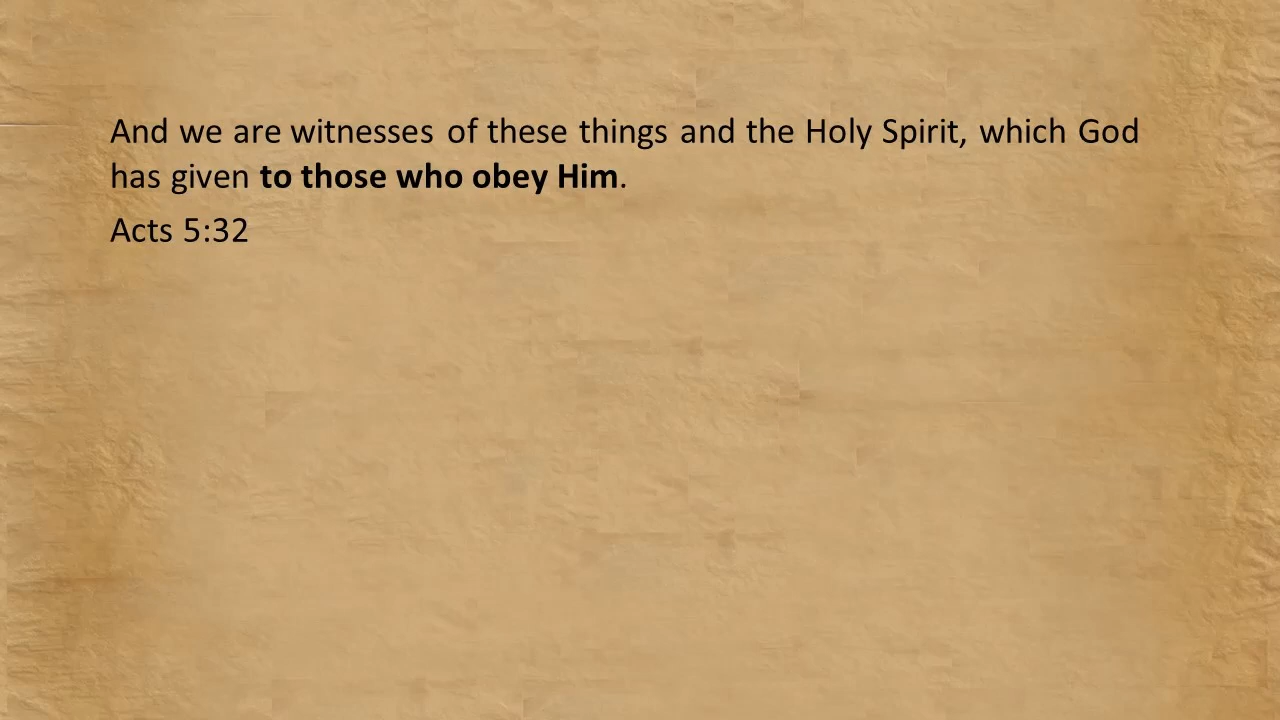 And we are witnesses of these things and the Holy Spirit, which God
has given to those who obey Him.
Acts 5:32